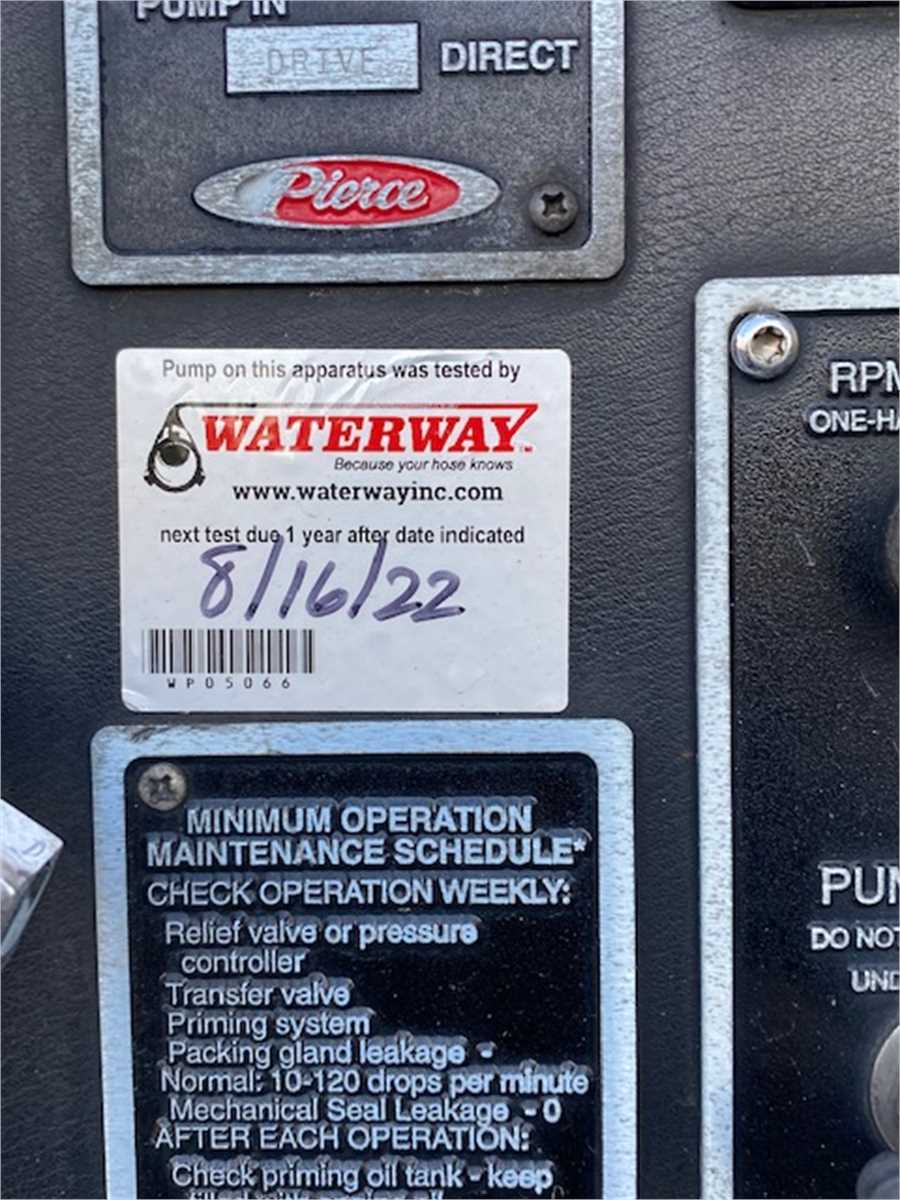 PUMP IN
DRIVE DIRECT
Pierce
Pump on this apparatus was tested by
WATERWAY
Because your hose knows
www.waterwayinc.com
next test due 1 year after date indicated
8/16/22
WP05066
MINIMUM OPERATION
MAINTENANCE SCHEDULE*
CHECK OPERATION WEEKLY:
Relief valve or pressure
controller
Transfer valve
Priming system
Packing gland leakage -
Normal: 10-120 drops per minute
Mechanical Seal Leakage - 0
AFTER EACH OPERATION:
Check priming oil tank - keep
RPM
ONE-HA
PUM
DO NOT
UND
D